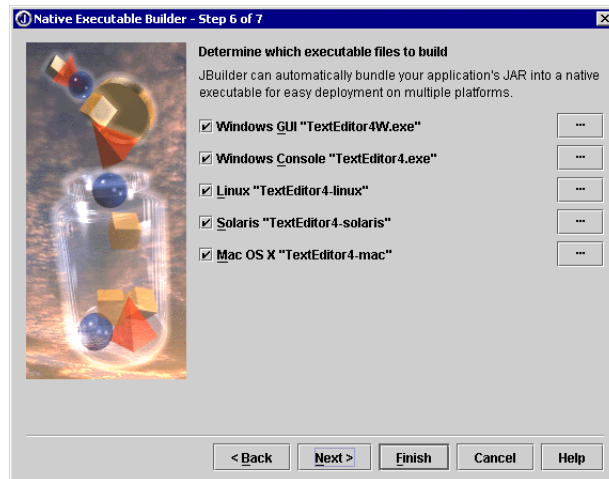 Native Executable Builder - Step 6 of 7
Determine which executable files to build
JBuilder can automatically bundle your application's JAR into a native
executable for easy deployment on multiple platforms.
Windows GUI "TextEditor4W.exe"
...
Windows Console "TextEditor4.exe"
...
Linux "TextEditor4-linux"
...
Solaris "TextEditor4-solaris"
...
Mac OS X "TextEditor4-mac"
...
< Back Next > Finish Cancel Help